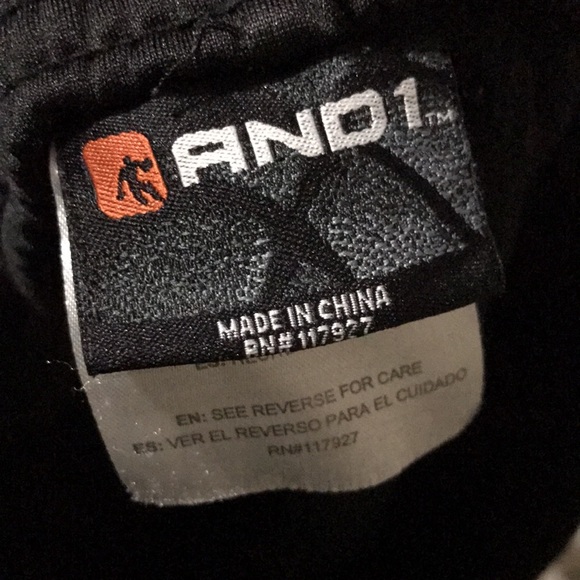 AND1™
MADE IN CHINA
RN#117927
EN: SEE REVERSE FOR CARE
ES: VER EL REVERSO PARA EL CUIDADO
RN#117927